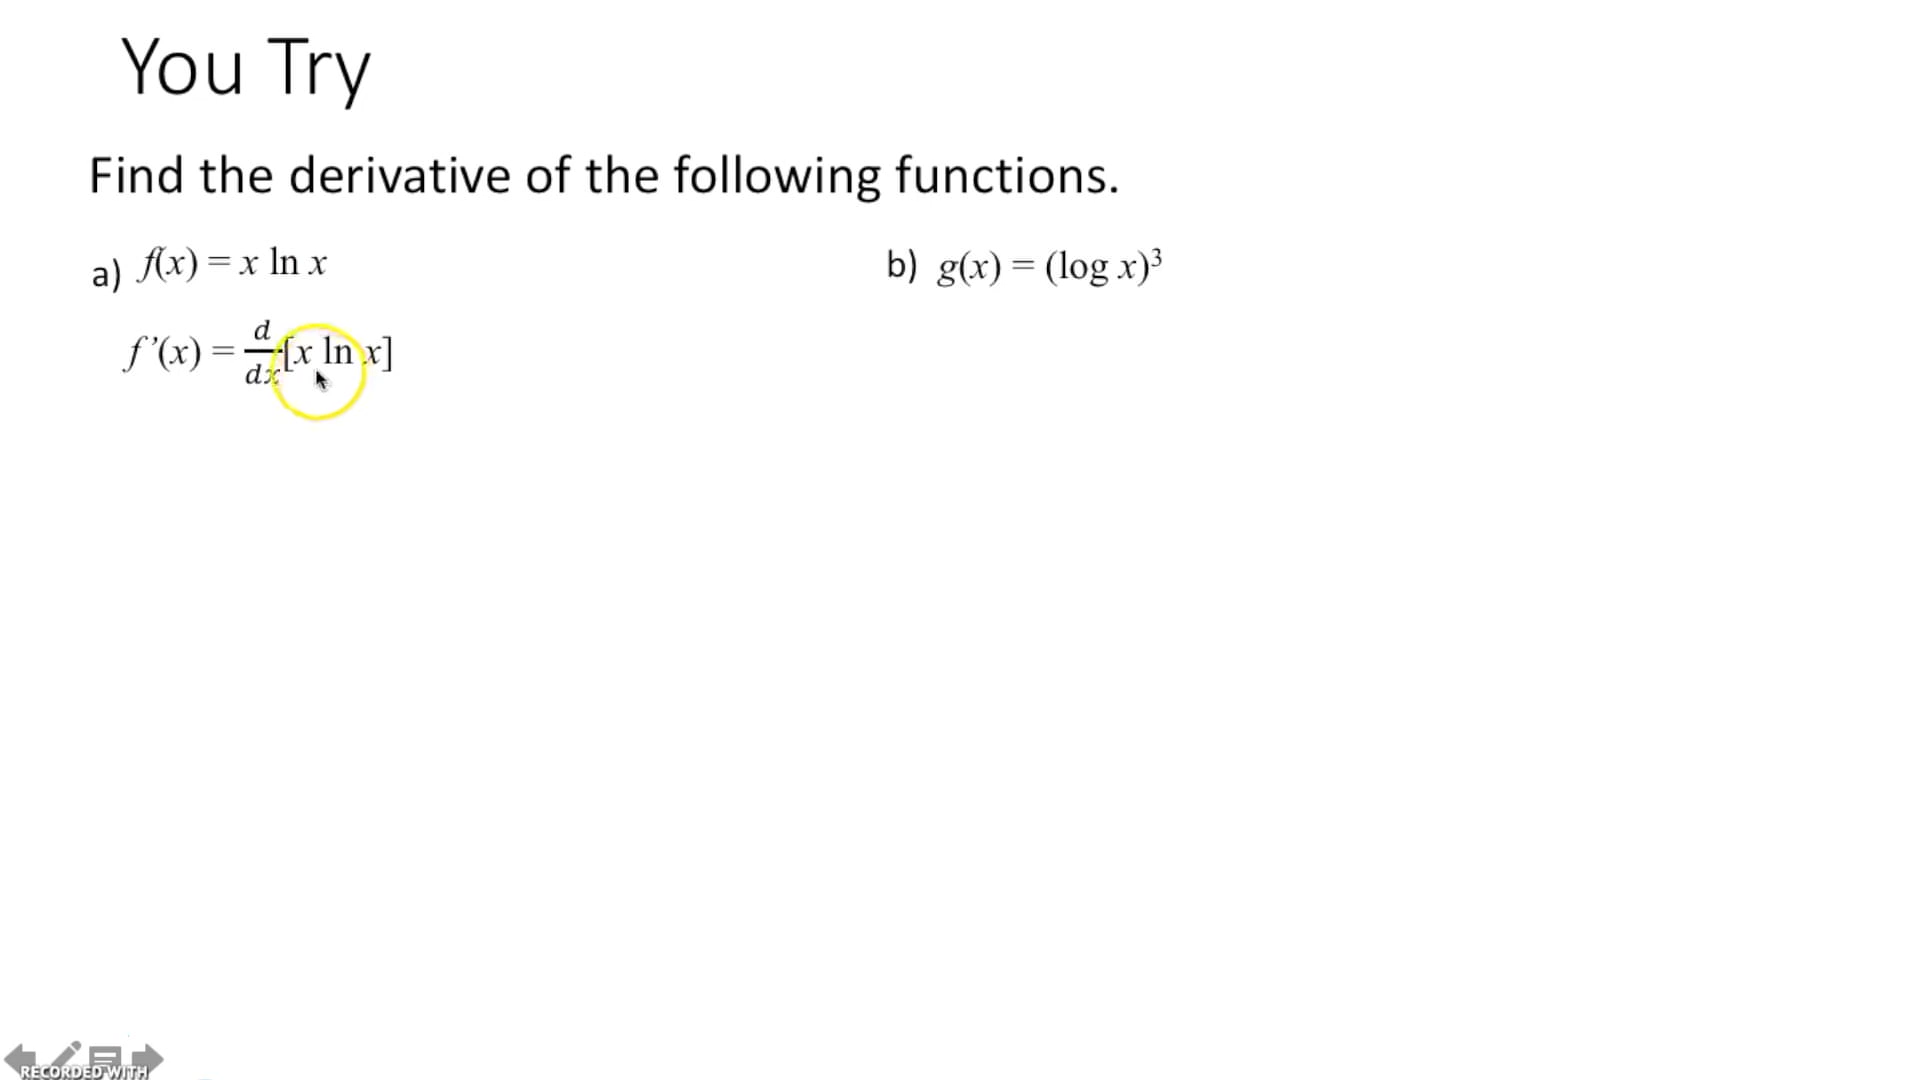 You Try
Find the derivative of the following functions.
a) f(x) = x ln x
b) g(x) = (log x)³
f ’(x) = d/dx[x ln x]
RECORDED WITH